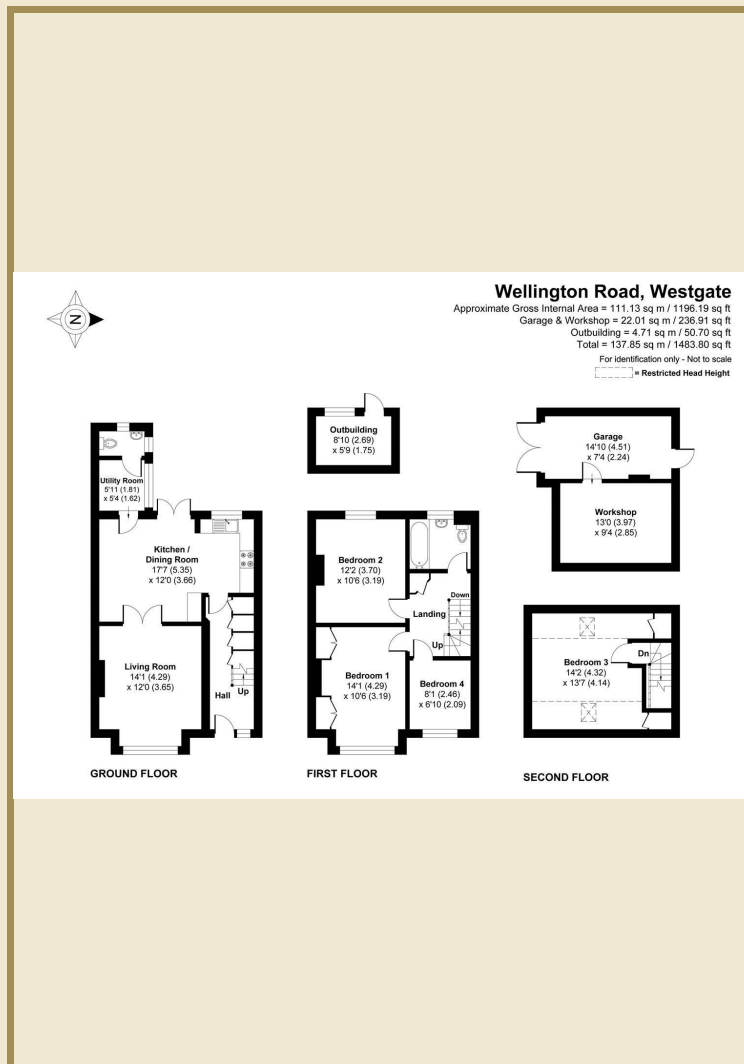 Wellington Road, Westgate
Approximate Gross Internal Area = 111.13 sq m / 1196.19 sq ft
Garage & Workshop = 22.01 sq m / 236.91 sq ft
Outbuilding = 4.71 sq m / 50.70 sq ft
Total = 137.85 sq m / 1483.80 sq ft
For identification only - Not to scale
= Restricted Head Height
N
Utility Room
5'11 (1.81)
x 5'4 (1.62)
Kitchen /
Dining Room
17'7 (5.35)
x 12'0 (3.66)
Living Room
14'1 (4.29)
x 12'0 (3.65)
Hall
Up
GROUND FLOOR
Outbuilding
8'10 (2.69)
x 5'9 (1.75)
Bedroom 2
12'2 (3.70)
x 10'6 (3.19)
Down
Landing
Up
Bedroom 1
14'1 (4.29)
x 10'6 (3.19)
Bedroom 4
8'1 (2.46)
x 6'10 (2.09)
FIRST FLOOR
Garage
14'10 (4.51)
x 7'4 (2.24)
Workshop
13'0 (3.97)
x 9'4 (2.85)
Dn
Bedroom 3
14'2 (4.32)
x 13'7 (4.14)
SECOND FLOOR